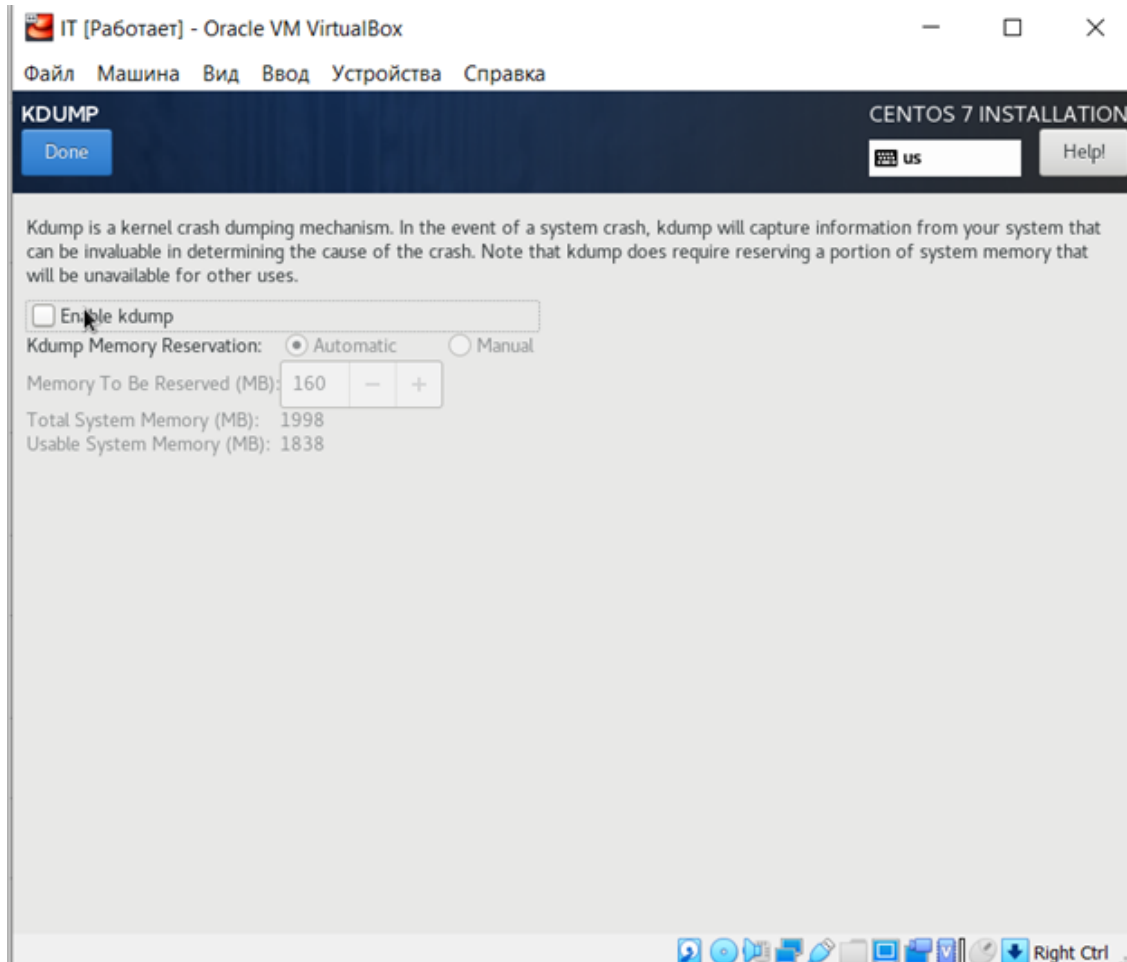 IT [Работает] - Oracle VM VirtualBox
Файл Машина Вид Ввод Устройства Справка
KDUMP
CENTOS 7 INSTALLATION
Done
us
Help!
Kdump is a kernel crash dumping mechanism. In the event of a system crash, kdump will capture information from your system that
can be invaluable in determining the cause of the crash. Note that kdump does require reserving a portion of system memory that
will be unavailable for other uses.
Enable kdump
Kdump Memory Reservation: Automatic Manual
Memory To Be Reserved (MB): 160 − +
Total System Memory (MB): 1998
Usable System Memory (MB): 1838
Right Ctrl